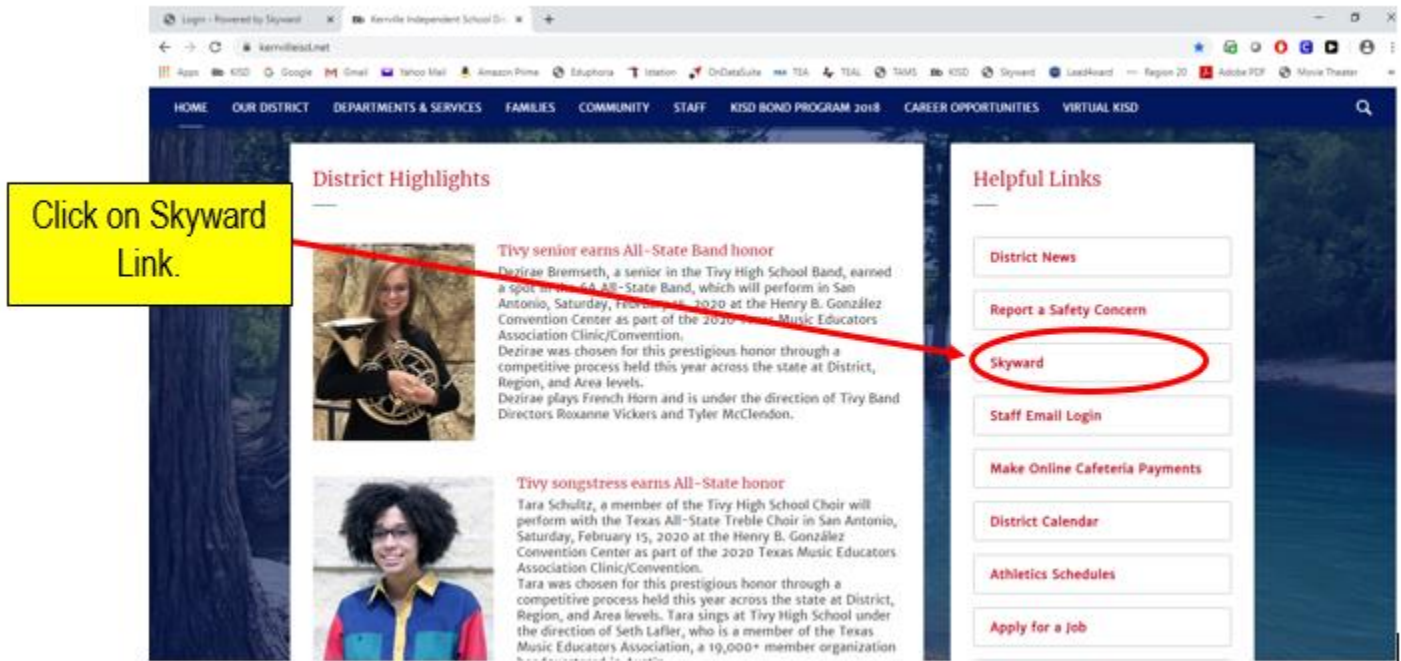 Login - Powered by Skyward
Kerrville Independent School Di
kerrvilleisd.net
Apps KISD Google Gmail Yahoo Mail Amazon Prime Eduphoria Istation OnDataSuite TEA TEAL TAMS KISD Skyward Lead4ward Region 20 Adobe PDF Movie Theater
HOME OUR DISTRICT DEPARTMENTS & SERVICES FAMILIES COMMUNITY STAFF KISD BOND PROGRAM 2018 CAREER OPPORTUNITIES VIRTUAL KISD
Click on Skyward
Link.
District Highlights
Tivy senior earns All-State Band honor
Dezirae Bremseth, a senior in the Tivy High School Band, earned
a spot in the 6A All-State Band, which will perform in San
Antonio, Saturday, February 15, 2020 at the Henry B. González
Convention Center as part of the 2020 Texas Music Educators
Association Clinic/Convention.
Dezirae was chosen for this prestigious honor through a
competitive process held this year across the state at District,
Region, and Area levels.
Dezirae plays French Horn and is under the direction of Tivy Band
Directors Roxanne Vickers and Tyler McClendon.
Tivy songstress earns All-State honor
Tara Schultz, a member of the Tivy High School Choir will
perform with the Texas All-State Treble Choir in San Antonio,
Saturday, February 15, 2020 at the Henry B. González
Convention Center as part of the 2020 Texas Music Educators
Association Clinic/Convention.
Tara was chosen for this prestigious honor through a
competitive process held this year across the state at District,
Region, and Area levels. Tara sings at Tivy High School under
the direction of Seth Lafler, who is a member of the Texas
Music Educators Association, a 19,000+ member organization
headquartered in Austin
Helpful Links
District News
Report a Safety Concern
Skyward
Staff Email Login
Make Online Cafeteria Payments
District Calendar
Athletics Schedules
Apply for a Job